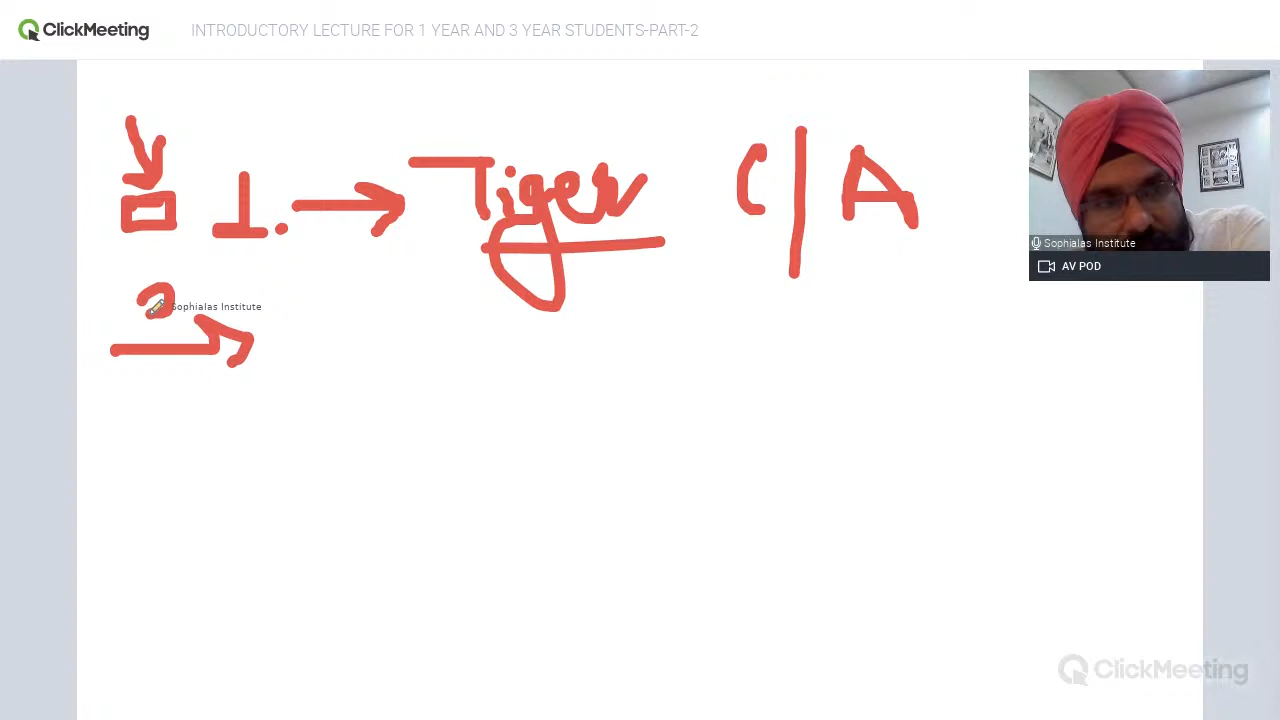 ClickMeeting INTRODUCTORY LECTURE FOR 1 YEAR AND 3 YEAR STUDENTS-PART-2
1. → Tiger C | A
Sophialas Institute
AV POD
2
Sophialas Institute
ClickMeeting